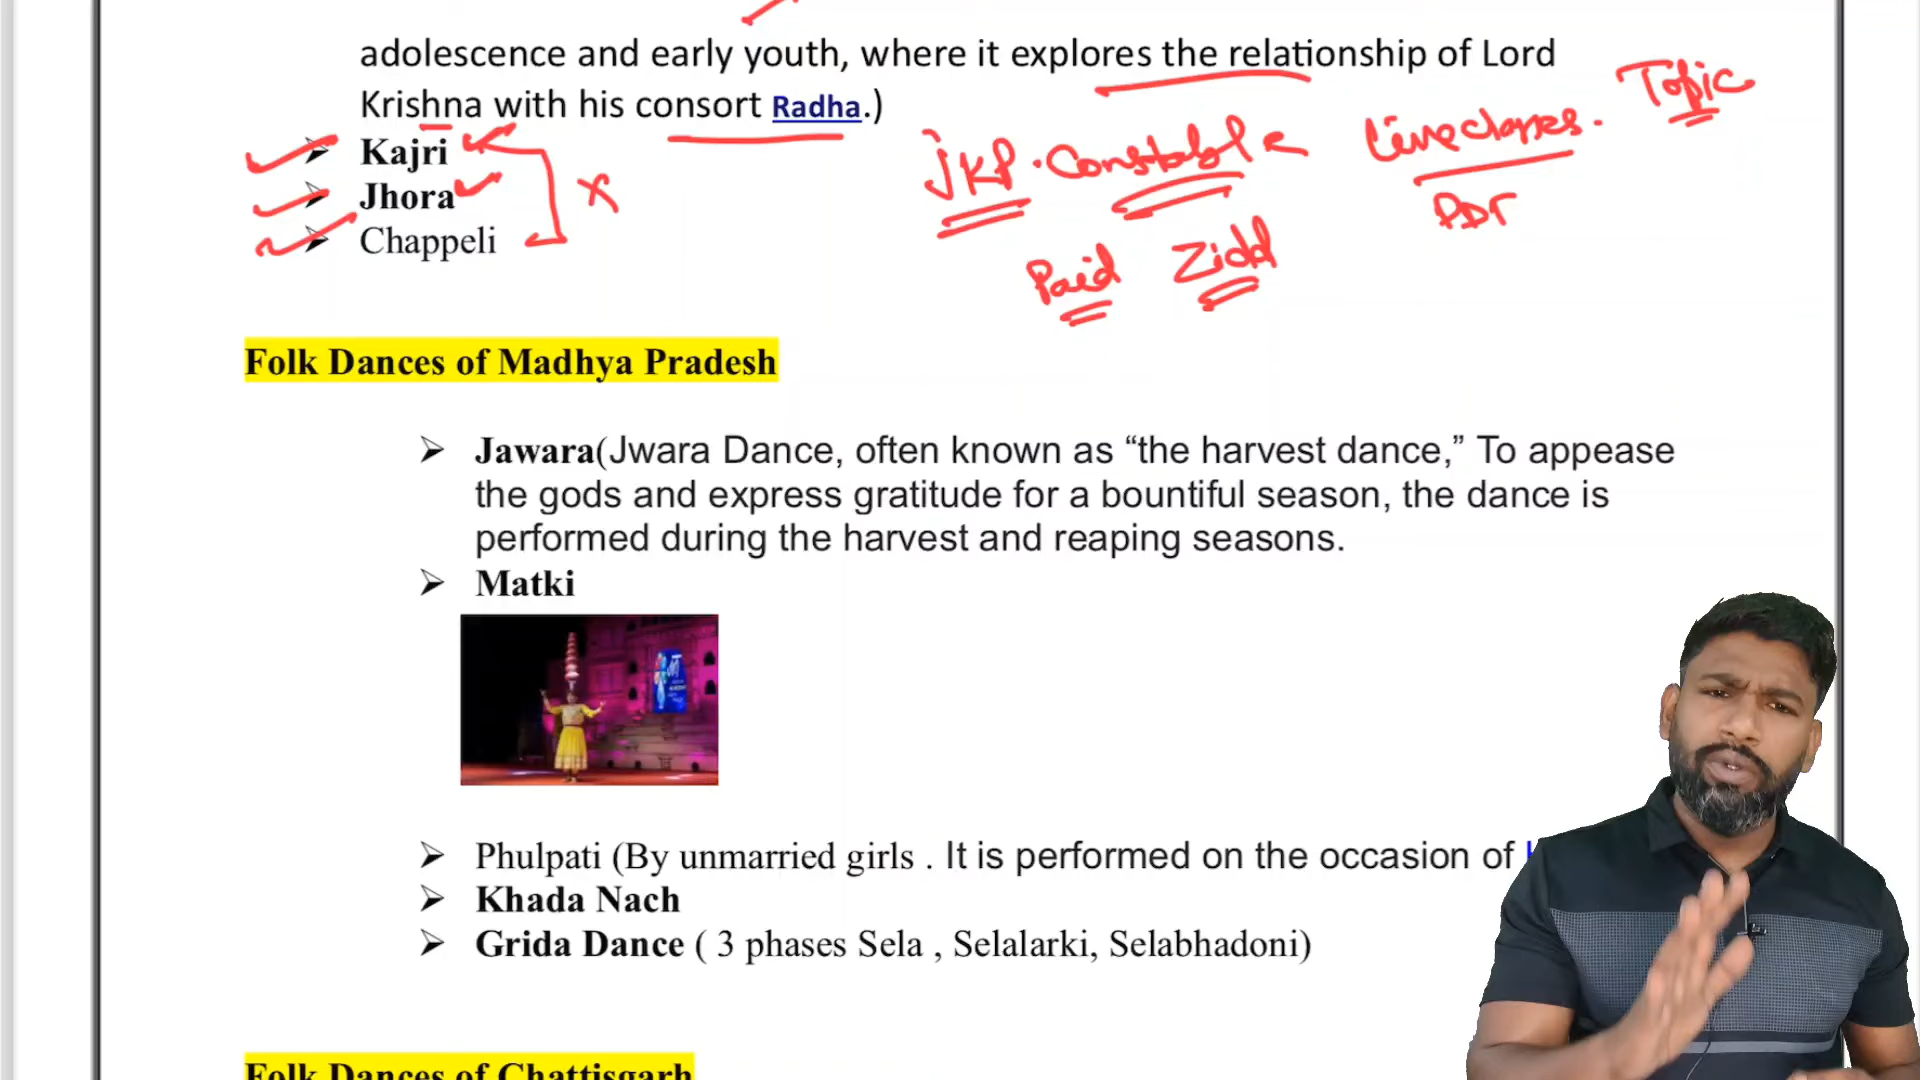 adolescence and early youth, where it explores the relationship of Lord
Krishna with his consort Radha.)
Topic
JKP. Constable Live classes.
➢ Kajri
➢ Jhora X
PDF
➢ Chappeli
Paid Zidd
Folk Dances of Madhya Pradesh
➢ Jawara(Jwara Dance, often known as “the harvest dance,” To appease
the gods and express gratitude for a bountiful season, the dance is
performed during the harvest and reaping seasons.
➢ Matki
➢ Phulpati (By unmarried girls . It is performed on the occasion of
➢ Khada Nach
➢ Grida Dance ( 3 phases Sela , Selalarki, Selabhadoni)
Folk Dances of Chattisgarh